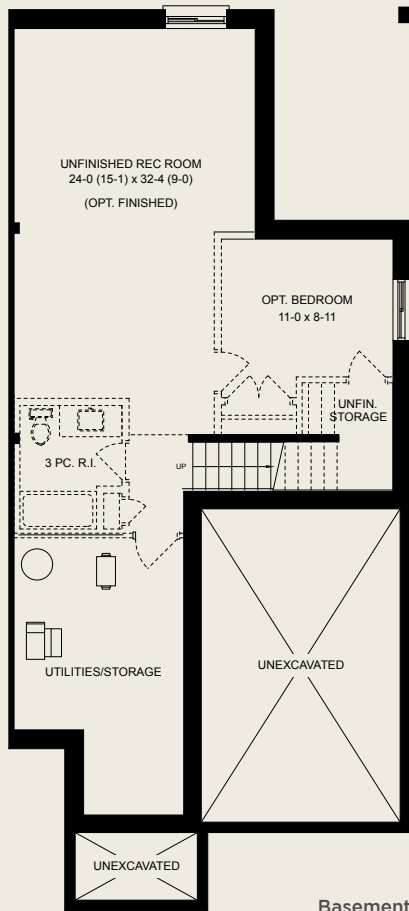 UNFINISHED REC ROOM
24-0 (15-1) x 32-4 (9-0)
(OPT. FINISHED)
OPT. BEDROOM
11-0 x 8-11
UNFIN.
STORAGE
3 PC. R.I.
UP
UNEXCAVATED
UTILITIES/STORAGE
UNEXCAVATED
Basement